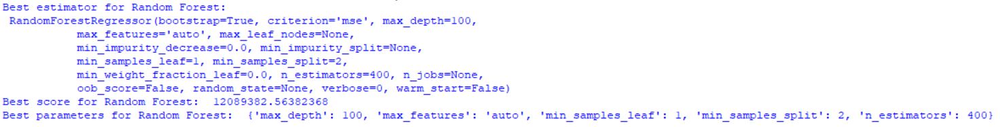 Best estimator for Random Forest:
 RandomForestRegressor(bootstrap=True, criterion='mse', max_depth=100,
           max_features='auto', max_leaf_nodes=None,
           min_impurity_decrease=0.0, min_impurity_split=None,
           min_samples_leaf=1, min_samples_split=2,
           min_weight_fraction_leaf=0.0, n_estimators=400, n_jobs=None,
           oob_score=False, random_state=None, verbose=0, warm_start=False)
Best score for Random Forest:  12089382.56382368
Best parameters for Random Forest:  {'max_depth': 100, 'max_features': 'auto', 'min_samples_leaf': 1, 'min_samples_split': 2, 'n_estimators': 400}